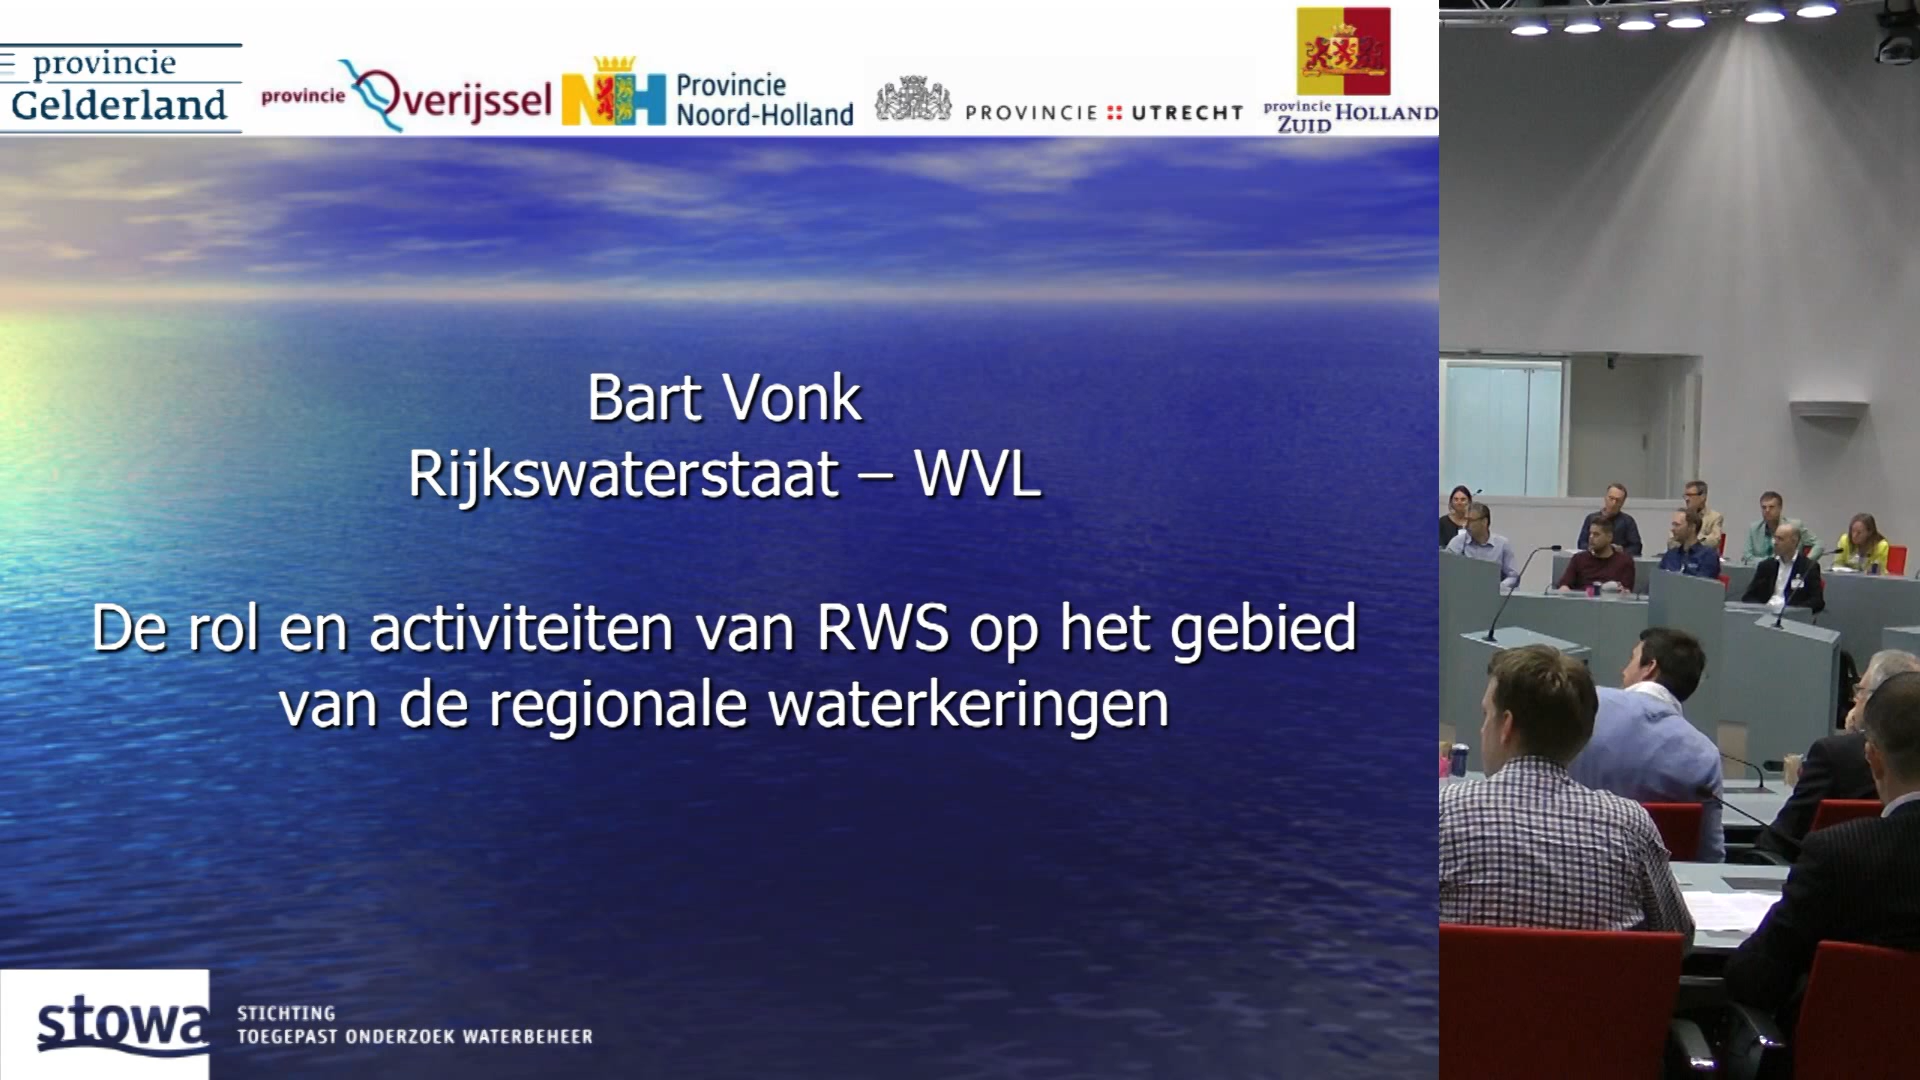 provincie
Gelderland
provincie Overijssel
NH Provincie
Noord-Holland
PROVINCIE UTRECHT
provincie HOLLAND
ZUID
Bart Vonk
Rijkswaterstaat – WVL
De rol en activiteiten van RWS op het gebied
van de regionale waterkeringen
stowa
STICHTING
TOEGEPAST ONDERZOEK WATERBEHEER